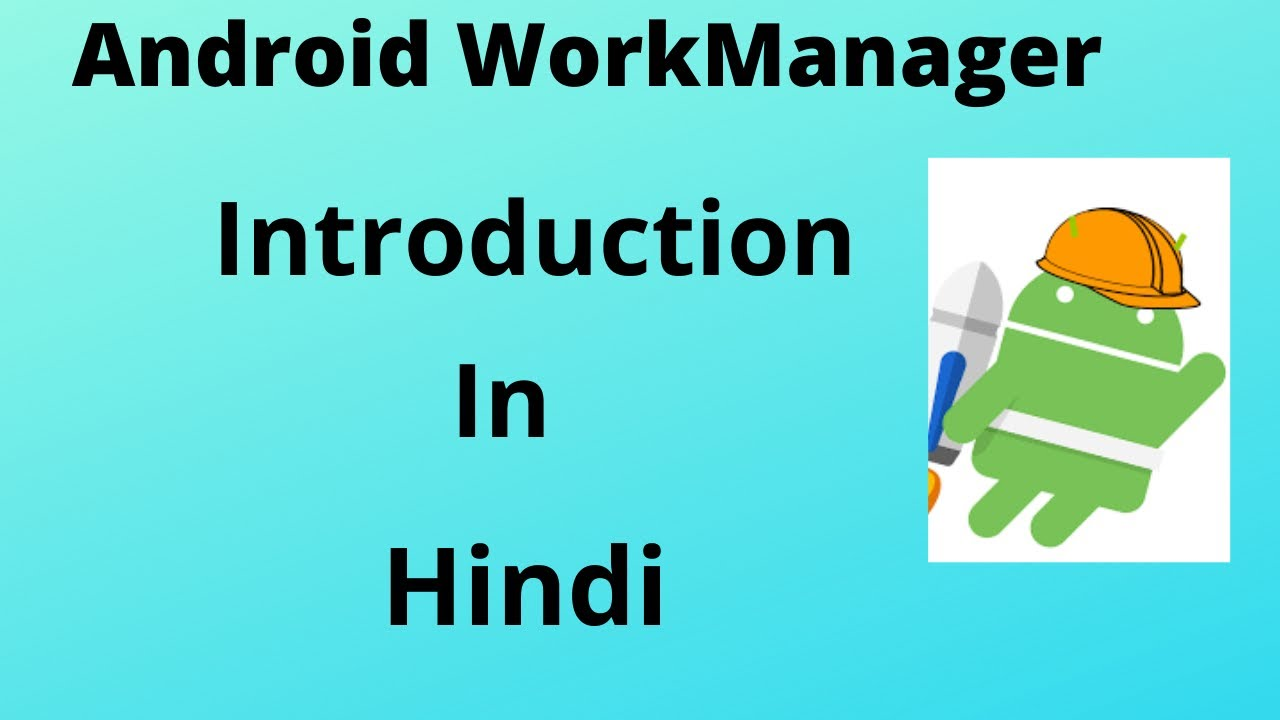 Android WorkManager
Introduction
In
Hindi